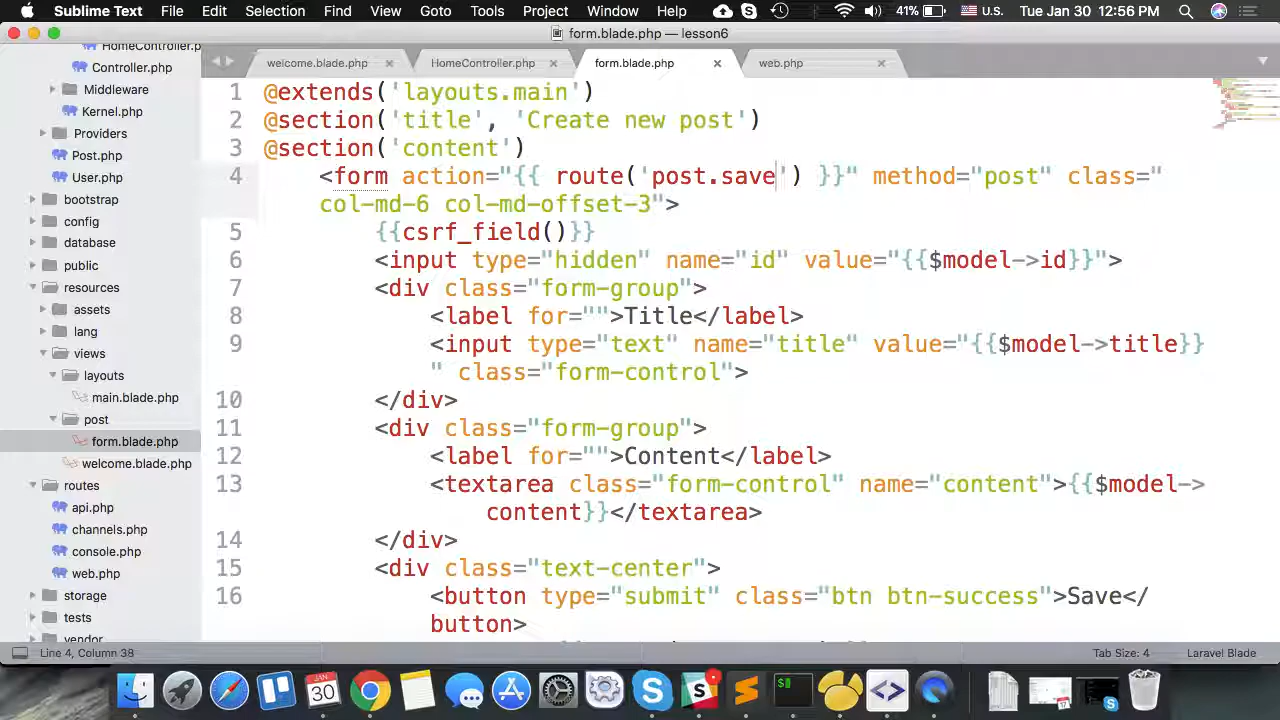 Sublime Text File Edit Selection Find View Goto Tools Project Window Help 41% U.S. Tue Jan 30 12:56 PM
form.blade.php — lesson6
HomeController.p
Controller.php
Middleware
Kernel.php
Providers
Post.php
User.php
bootstrap
config
database
public
resources
assets
lang
views
layouts
main.blade.php
post
form.blade.php
welcome.blade.php
routes
api.php
channels.php
console.php
web.php
storage
tests
vendor
welcome.blade.php HomeController.php form.blade.php web.php
1 @extends('layouts.main')
2 @section('title', 'Create new post')
3 @section('content')
4 <form action="{{ route('post.save') }}" method="post" class="
col-md-6 col-md-offset-3">
5 {{csrf_field()}}
6 <input type="hidden" name="id" value="{{$model->id}}">
7 <div class="form-group">
8 <label for="">Title</label>
9 <input type="text" name="title" value="{{$model->title}}
" class="form-control">
10 </div>
11 <div class="form-group">
12 <label for="">Content</label>
13 <textarea class="form-control" name="content">{{$model->
content}}</textarea>
14 </div>
15 <div class="text-center">
16 <button type="submit" class="btn btn-success">Save</
button>
Line 4, Column 38 Tab Size: 4 Laravel Blade
JAN
30
17